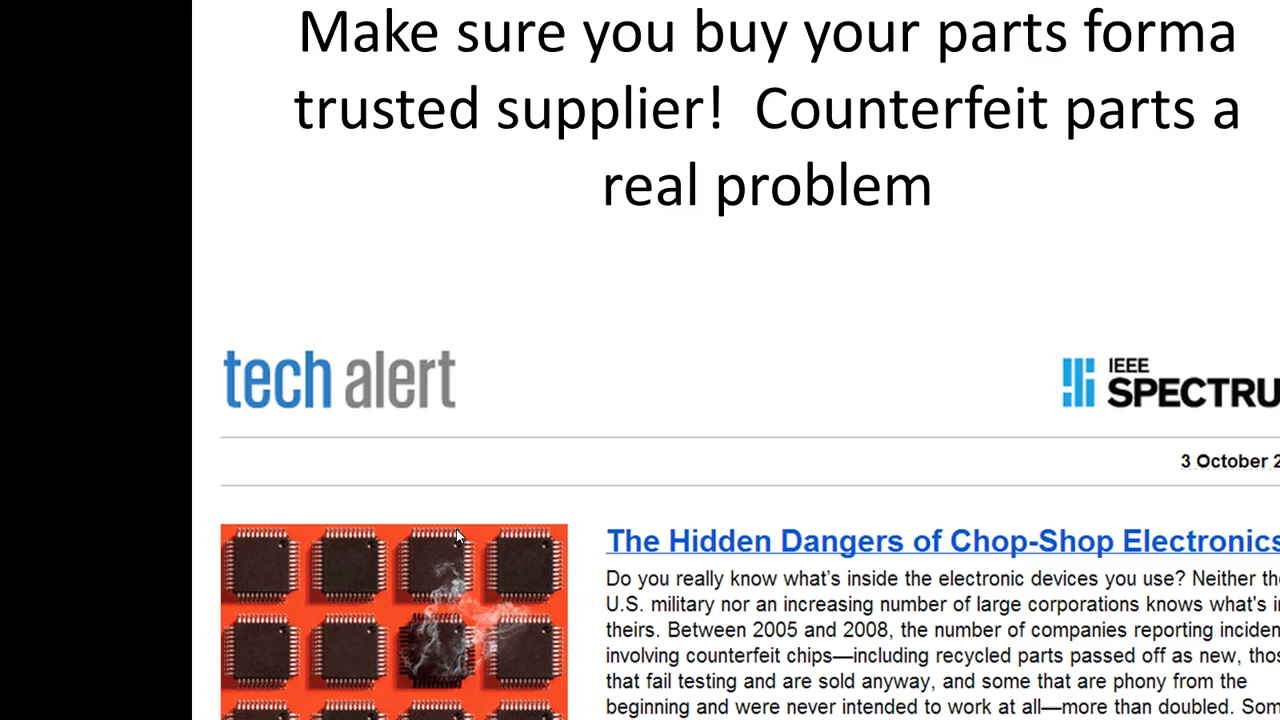 Make sure you buy your parts forma
trusted supplier!  Counterfeit parts a
real problem
tech alert
IEEE
SPECTRU
3 October 2
The Hidden Dangers of Chop-Shop Electronics
Do you really know what's inside the electronic devices you use? Neither the
U.S. military nor an increasing number of large corporations knows what's in
theirs. Between 2005 and 2008, the number of companies reporting inciden
involving counterfeit chips—including recycled parts passed off as new, thos
that fail testing and are sold anyway, and some that are phony from the
beginning and were never intended to work at all—more than doubled. Som